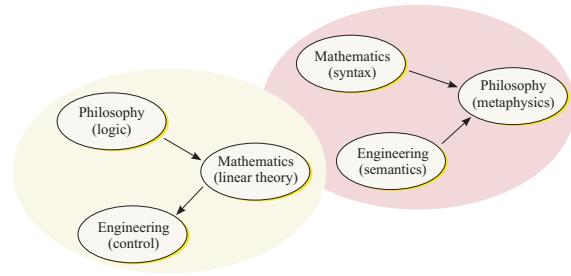 Philosophy
(logic)
Mathematics
(linear theory)
Engineering
(control)
Mathematics
(syntax)
Philosophy
(metaphysics)
Engineering
(semantics)